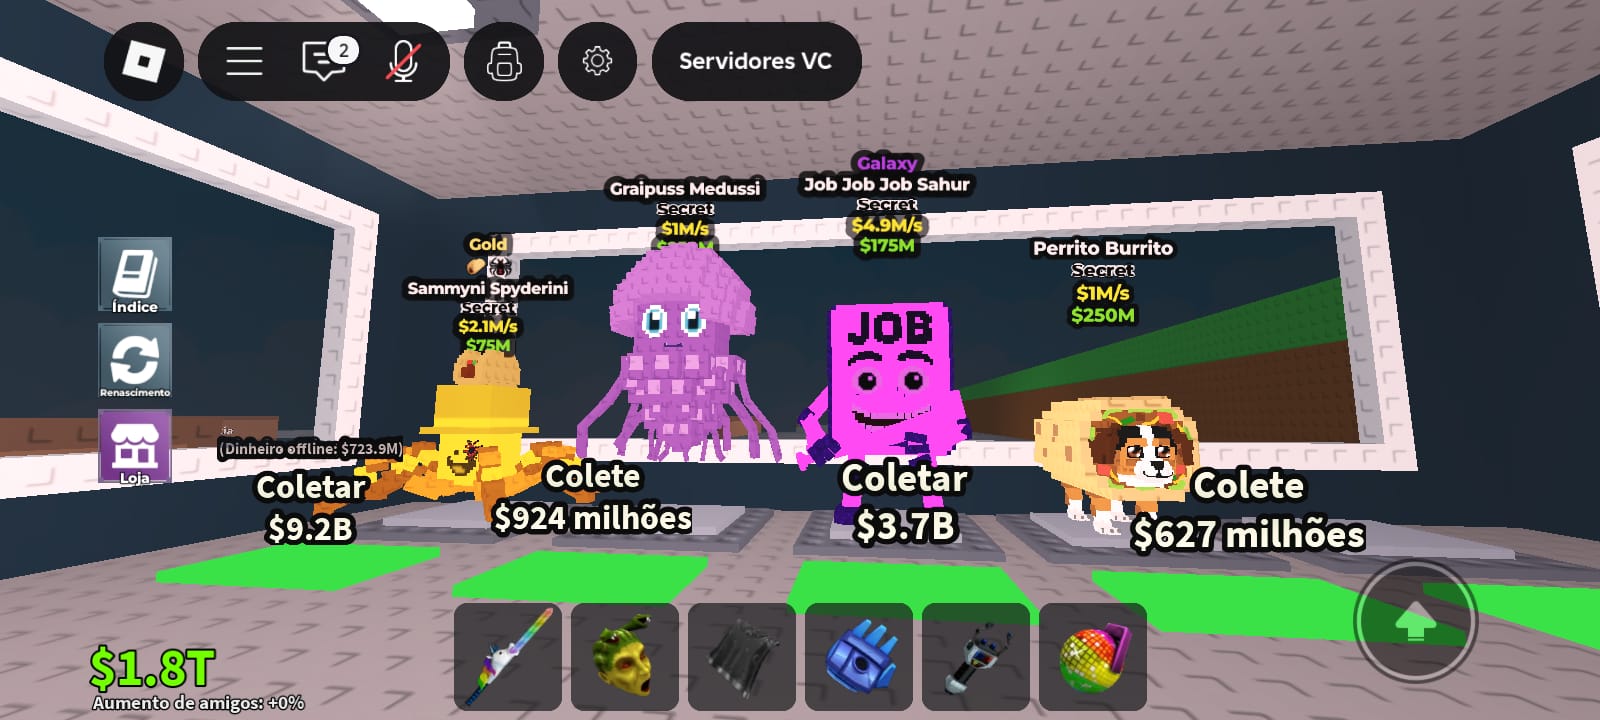 2
Servidores VC
Galaxy
Job Job Job Sahur
Secret
$4.9M/s
$175M
Graipuss Medussi
Secret
$1M/s
Gold
Sammyni Spyderini
Secret
$2.1M/s
$75M
Perrito Burrito
Secret
$1M/s
$250M
Índice
Renascimento
Loja
JOB
(Dinheiro offline: $723.9M)
Coletar
$9.2B
Colete
$924 milhões
Coletar
$3.7B
Colete
$627 milhões
$1.8T
Aumento de amigos: +0%